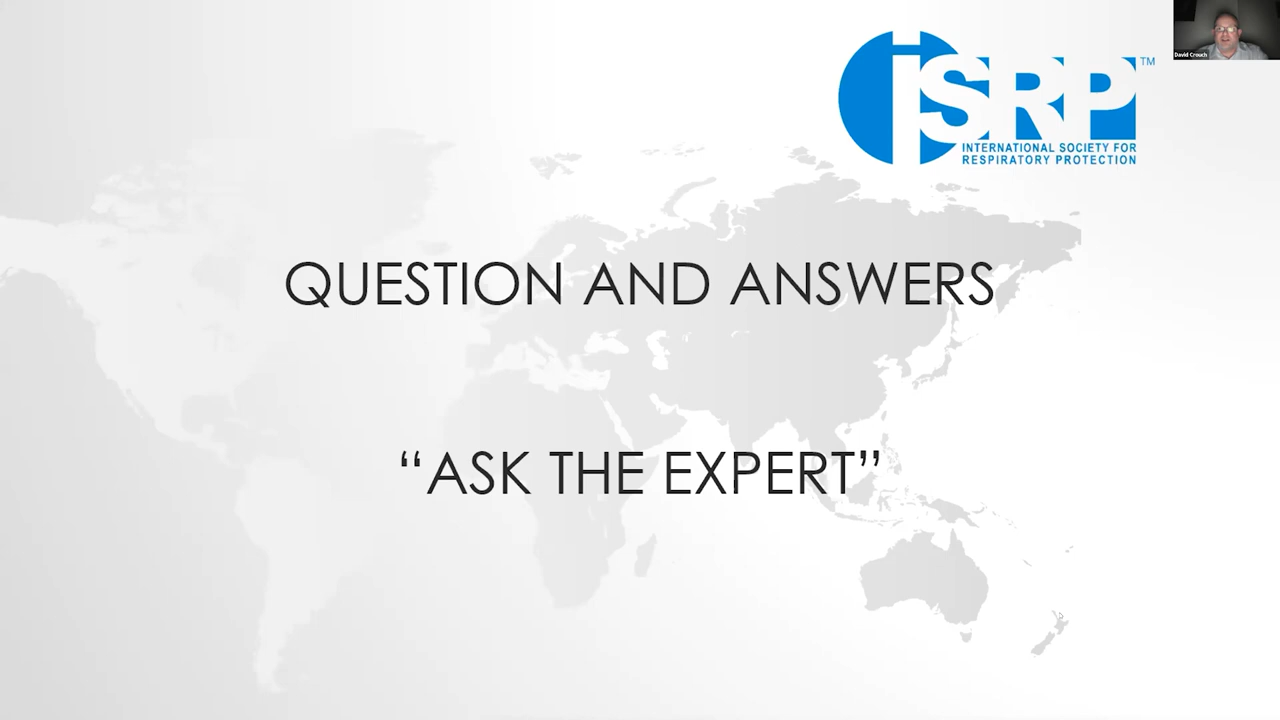 David Crouch
iSRP™
INTERNATIONAL SOCIETY FOR
RESPIRATORY PROTECTION
QUESTION AND ANSWERS
“ASK THE EXPERT”